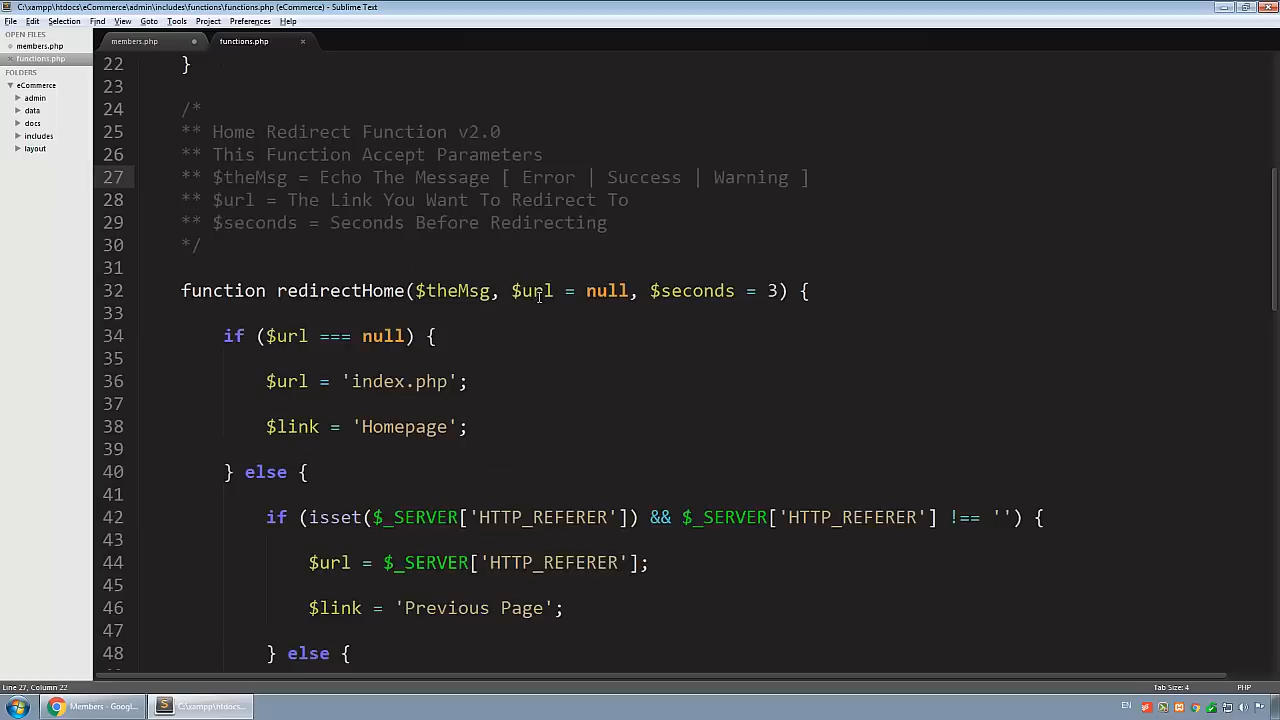 C:\xampp\htdocs\eCommerce\admin\includes\functions\functions.php (eCommerce) - Sublime Text
File Edit Selection Find View Goto Tools Project Preferences Help
OPEN FILES
members.php
functions.php
FOLDERS
eCommerce
admin
data
docs
includes
layout
members.php functions.php
22 }
23
24 /*
25 ** Home Redirect Function v2.0
26 ** This Function Accept Parameters
27 ** $theMsg = Echo The Message [ Error | Success | Warning ]
28 ** $url = The Link You Want To Redirect To
29 ** $seconds = Seconds Before Redirecting
30 */
31
32 function redirectHome($theMsg, $url = null, $seconds = 3) {
33
34 if ($url === null) {
35
36 $url = 'index.php';
37
38 $link = 'Homepage';
39
40 } else {
41
42 if (isset($_SERVER['HTTP_REFERER']) && $_SERVER['HTTP_REFERER'] !== '') {
43
44 $url = $_SERVER['HTTP_REFERER'];
45
46 $link = 'Previous Page';
47
48 } else {
Line 27, Column 22 Tab Size: 4 PHP
Members - Googl... C:\xampp\htdocs... EN